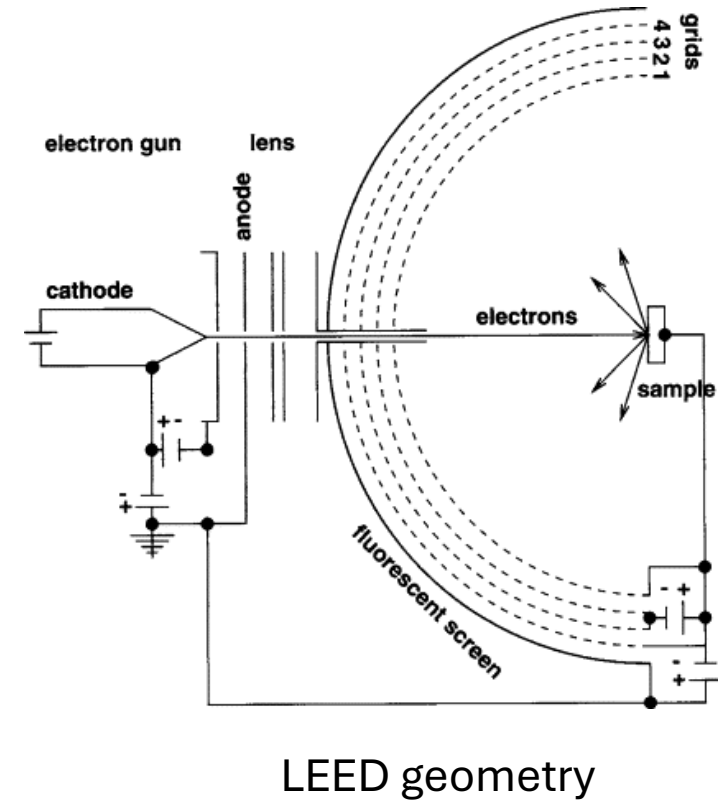 grids
4 3 2 1
electron gun
lens
anode
cathode
electrons
sample
+ -
-
+
fluorescent screen
- +
-
+
LEED geometry